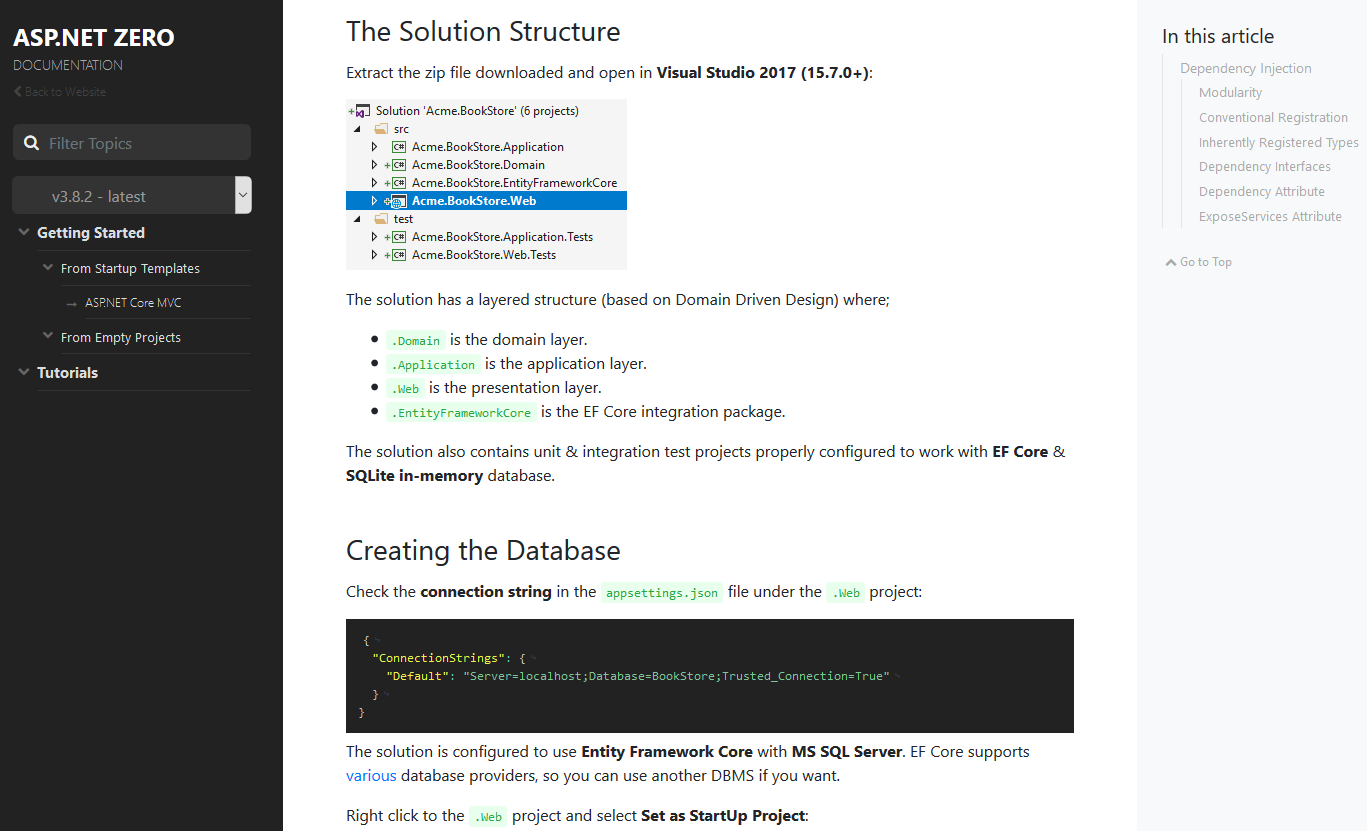 ASP.NET ZERO
DOCUMENTATION
Back to Website
Filter Topics
v3.8.2 - latest
Getting Started
From Startup Templates
ASP.NET Core MVC
From Empty Projects
Tutorials
The Solution Structure
Extract the zip file downloaded and open in Visual Studio 2017 (15.7.0+):
Solution 'Acme.BookStore' (6 projects)
src
Acme.BookStore.Application
Acme.BookStore.Domain
Acme.BookStore.EntityFrameworkCore
Acme.BookStore.Web
test
Acme.BookStore.Application.Tests
Acme.BookStore.Web.Tests
The solution has a layered structure (based on Domain Driven Design) where;
• .Domain is the domain layer.
• .Application is the application layer.
• .Web is the presentation layer.
• .EntityFrameworkCore is the EF Core integration package.
The solution also contains unit & integration test projects properly configured to work with EF Core &
SQLite in-memory database.
Creating the Database
Check the connection string in the appsettings.json file under the .Web project:
{
"ConnectionStrings": {
"Default": "Server=localhost;Database=BookStore;Trusted_Connection=True"
}
}
The solution is configured to use Entity Framework Core with MS SQL Server. EF Core supports
various database providers, so you can use another DBMS if you want.
Right click to the .Web project and select Set as StartUp Project:
In this article
Dependency Injection
Modularity
Conventional Registration
Inherently Registered Types
Dependency Interfaces
Dependency Attribute
ExposeServices Attribute
Go to Top